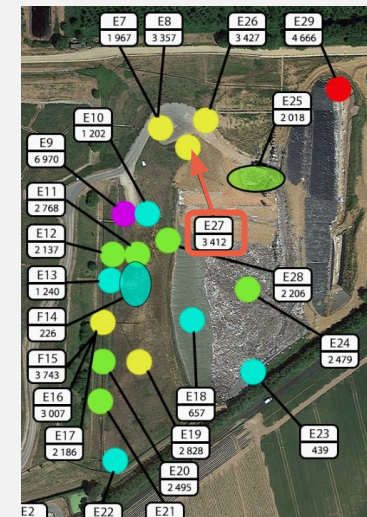 E7
1 967
E8
3 357
E26
3 427
E29
4 666
E25
2 018
E10
1 202
E9
6 970
E11
2 768
E12
2 137
E13
1 240
F14
226
F15
3 743
E16
3 007
E17
2 186
E27
3 412
E28
2 206
E24
2 479
E18
657
E19
2 828
E23
439
E20
2 495
E2
E22
E21